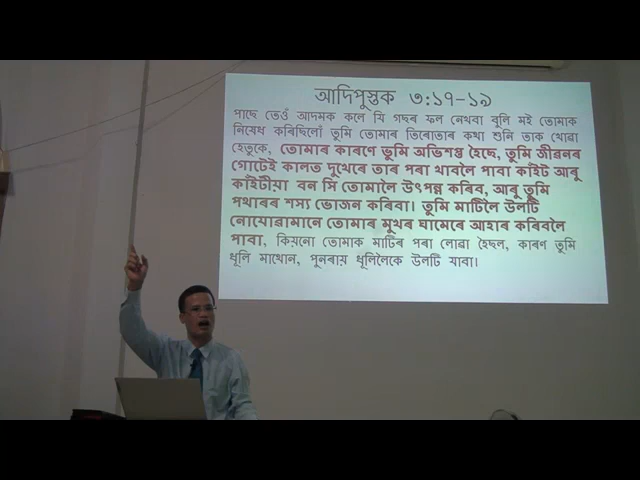 আদিপুস্তক ৩:১৭-১৯
পাছে তেওঁ আদমক কলে যি গছৰ ফল নেখবা বুলি মই তোমাক
নিষেধ কৰিছিলোঁ তুমি তোমাৰ তিৰোতাৰ কথা শুনি তাক খোৱা
হেতুকে, তোমাৰ কাৰণে ভুমি অভিশপ্ত হৈছে, তুমি জীৱনৰ
গোটেই কালত দুখেৰে তাৰ পৰা খাবলৈ পাবা কাইট আৰু
কাইটীয়া বন সি তোমালৈ উৎপন্ন কৰিব, আৰু তুমি
পথাৰৰ শস্য ভোজন কৰিবা। তুমি মাটিলৈ উলটি
নোযোৱামানে তোমাৰ মুখৰ ঘামেৰে আহাৰ কৰিবলৈ
পাবা, কিয়নো তোমাক মাটিৰ পৰা লোৱা হৈছল, কাৰণ তুমি
ধূলি মাথোন, পুনৰায় ধূলিলৈকে উলটি যাবা।